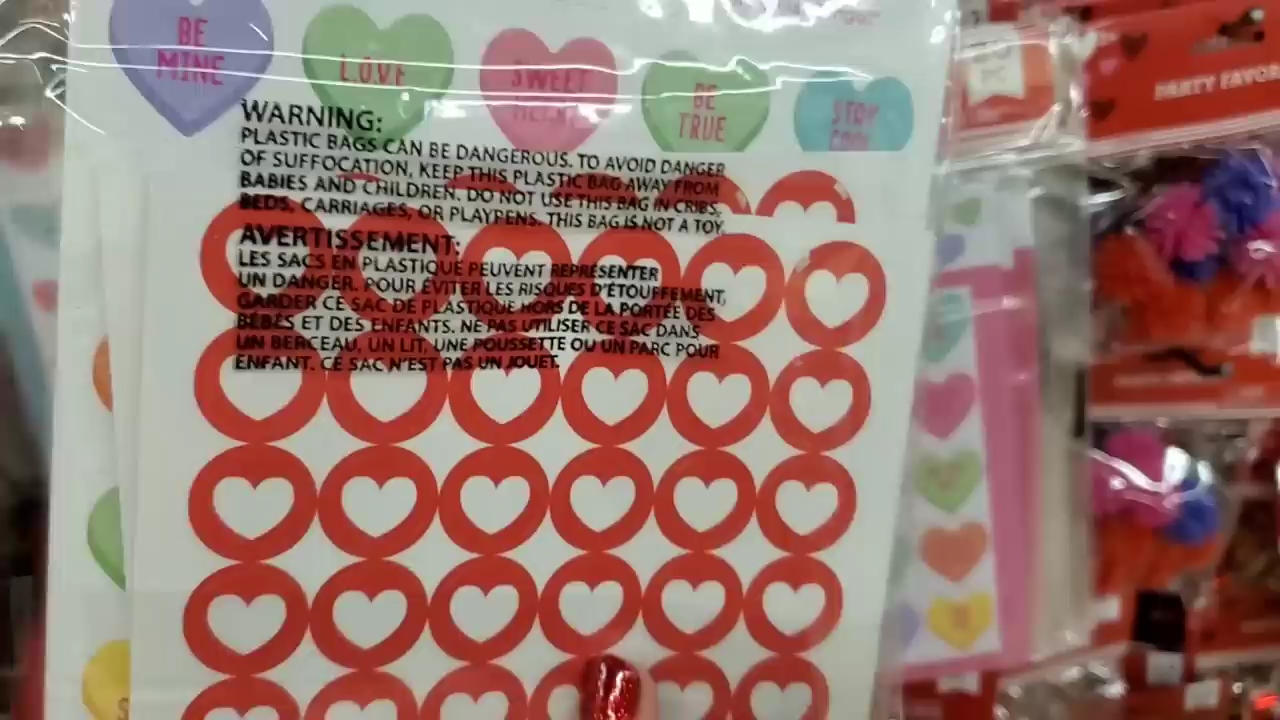 BE
MINE
LOVE
SWEET
BE
TRUE
STAY
WARNING:
PLASTIC BAGS CAN BE DANGEROUS. TO AVOID DANGER
OF SUFFOCATION, KEEP THIS PLASTIC BAG AWAY FROM
BABIES AND CHILDREN. DO NOT USE THIS BAG IN CRIBS,
BEDS, CARRIAGES, OR PLAYPENS. THIS BAG IS NOT A TOY.
AVERTISSEMENT:
LES SACS EN PLASTIQUE PEUVENT REPRÉSENTER
UN DANGER. POUR ÉVITER LES RISQUES D'ÉTOUFFEMENT,
GARDER CE SAC DE PLASTIQUE HORS DE LA PORTÉE DES
BÉBÉS ET DES ENFANTS. NE PAS UTILISER CE SAC DANS
UN BERCEAU, UN LIT, UNE POUSSETTE OU UN PARC POUR
ENFANT. CE SAC N'EST PAS UN JOUET.
PARTY FAVOR